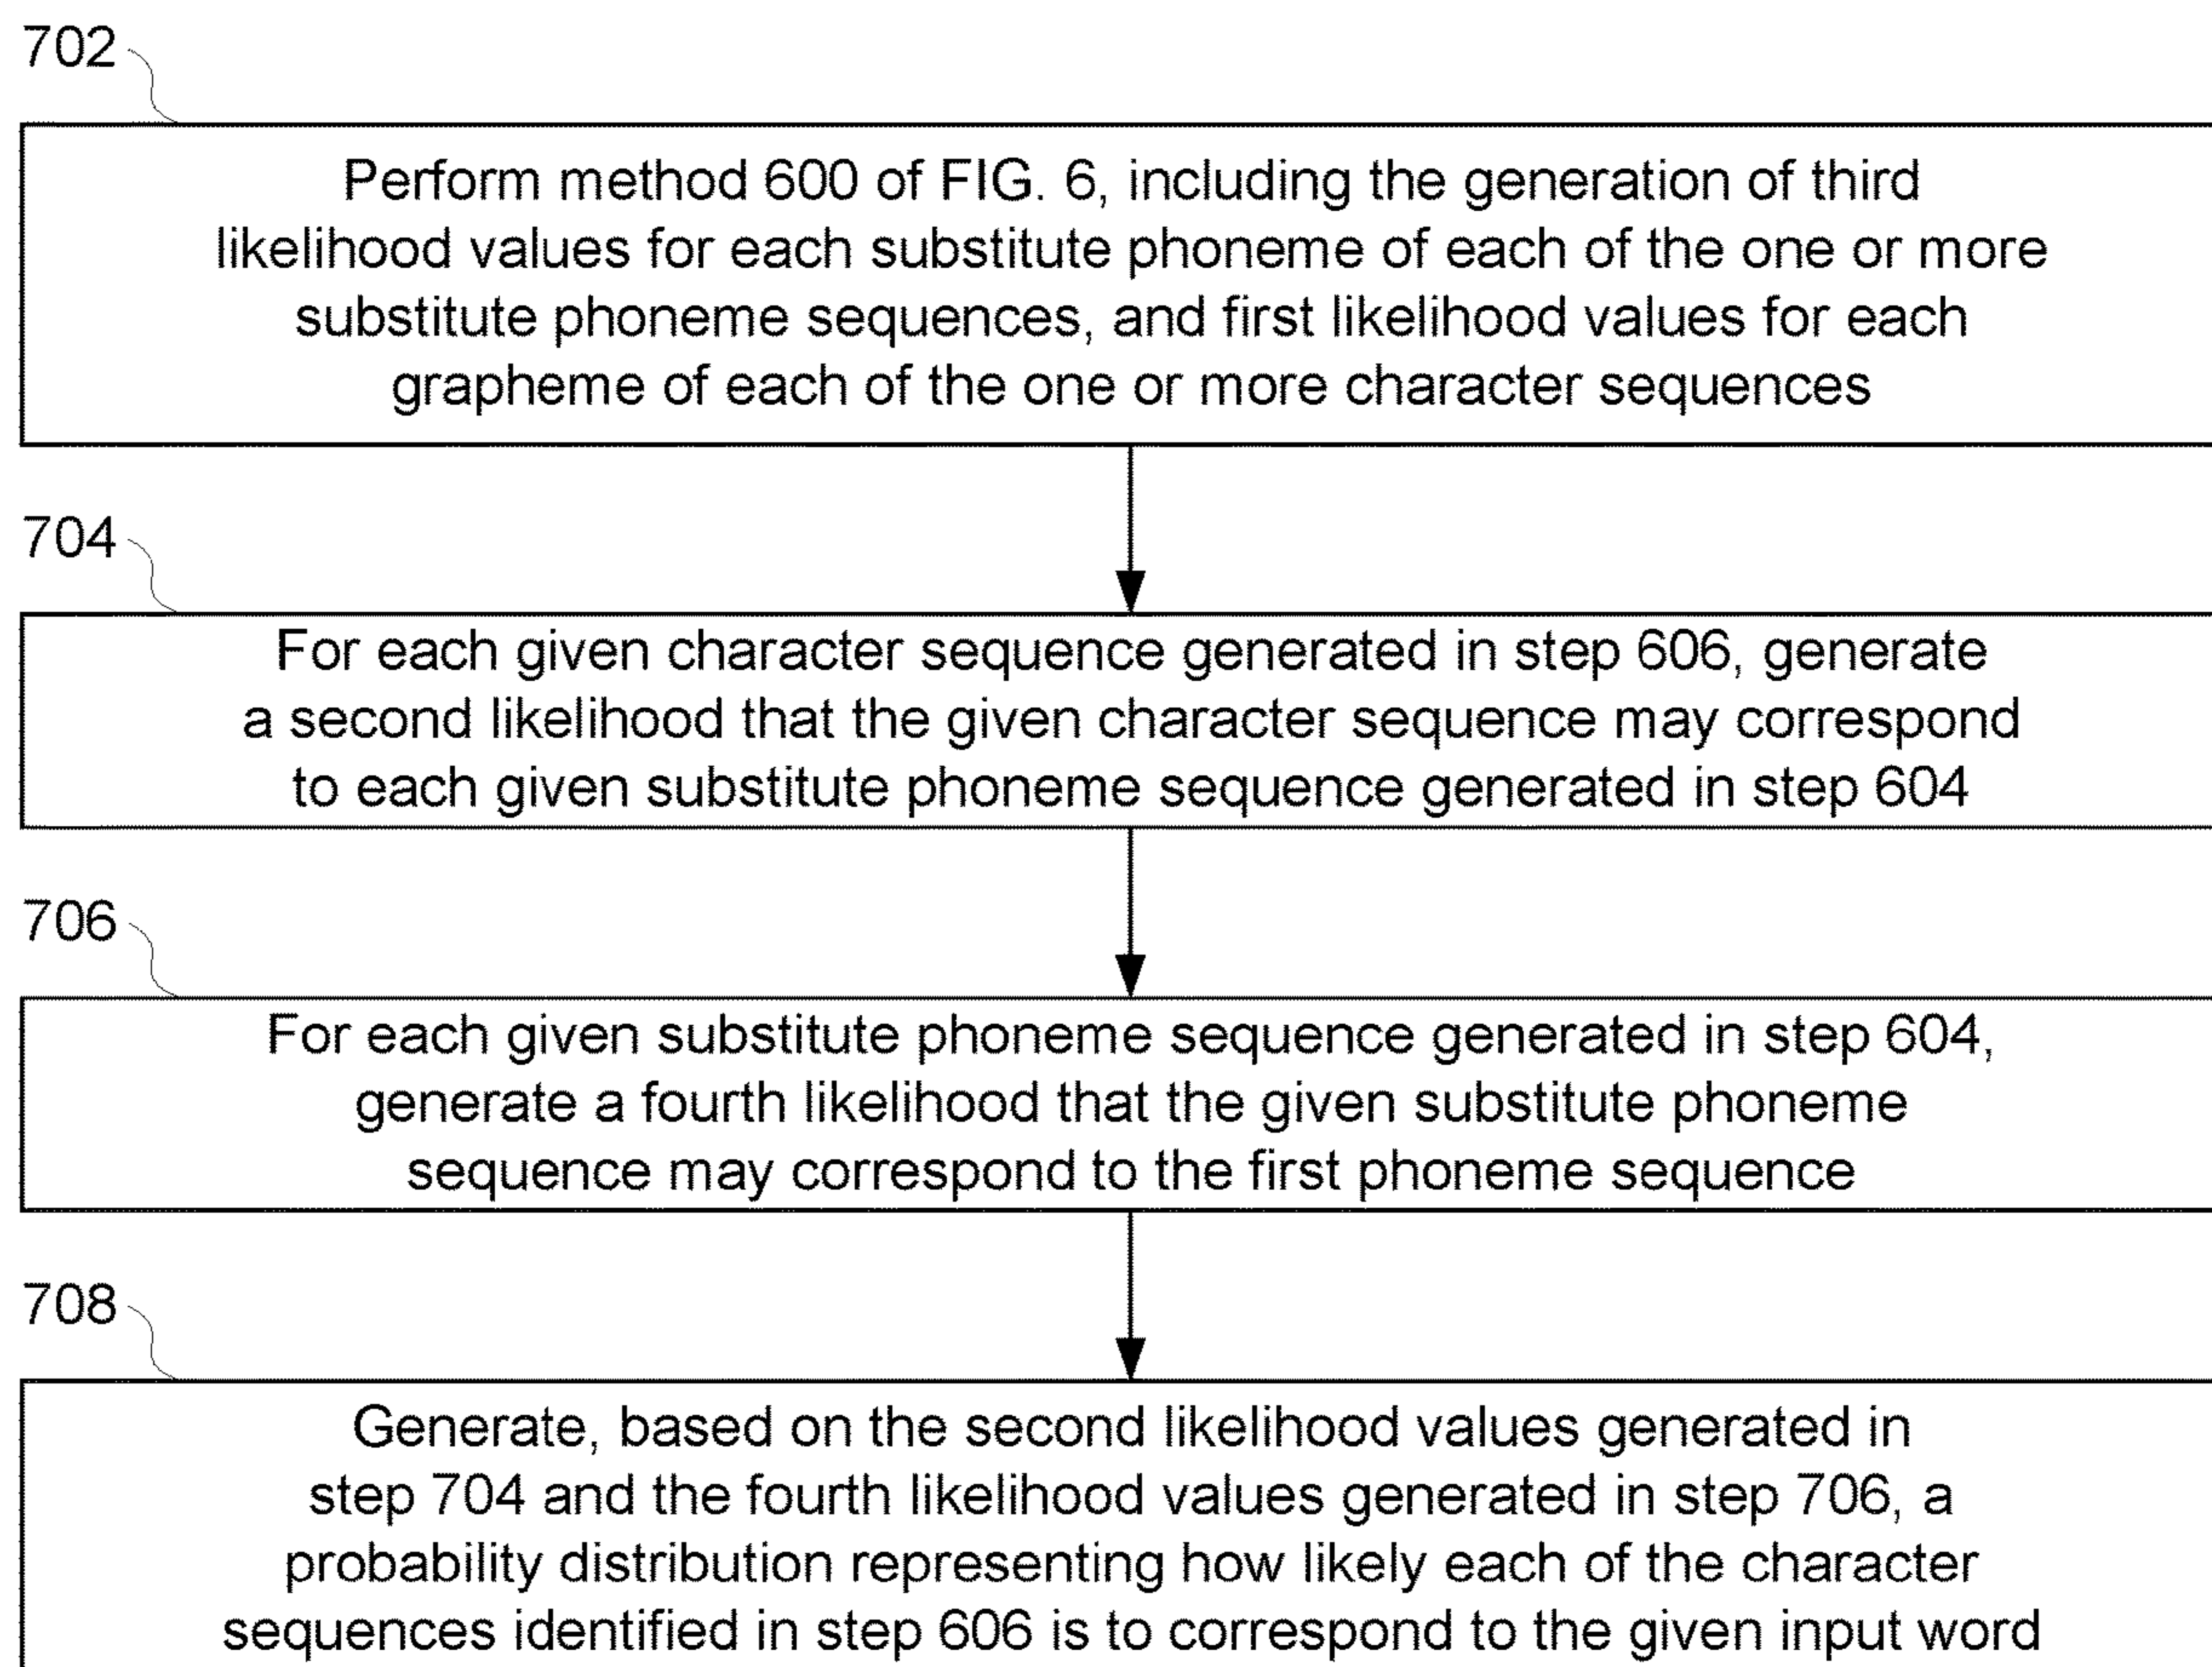 702
Perform method 600 of FIG. 6, including the generation of third
likelihood values for each substitute phoneme of each of the one or more
substitute phoneme sequences, and first likelihood values for each
grapheme of each of the one or more character sequences
704
For each given character sequence generated in step 606, generate
a second likelihood that the given character sequence may correspond
to each given substitute phoneme sequence generated in step 604
706
For each given substitute phoneme sequence generated in step 604,
generate a fourth likelihood that the given substitute phoneme
sequence may correspond to the first phoneme sequence
708
Generate, based on the second likelihood values generated in
step 704 and the fourth likelihood values generated in step 706, a
probability distribution representing how likely each of the character
sequences identified in step 606 is to correspond to the given input word